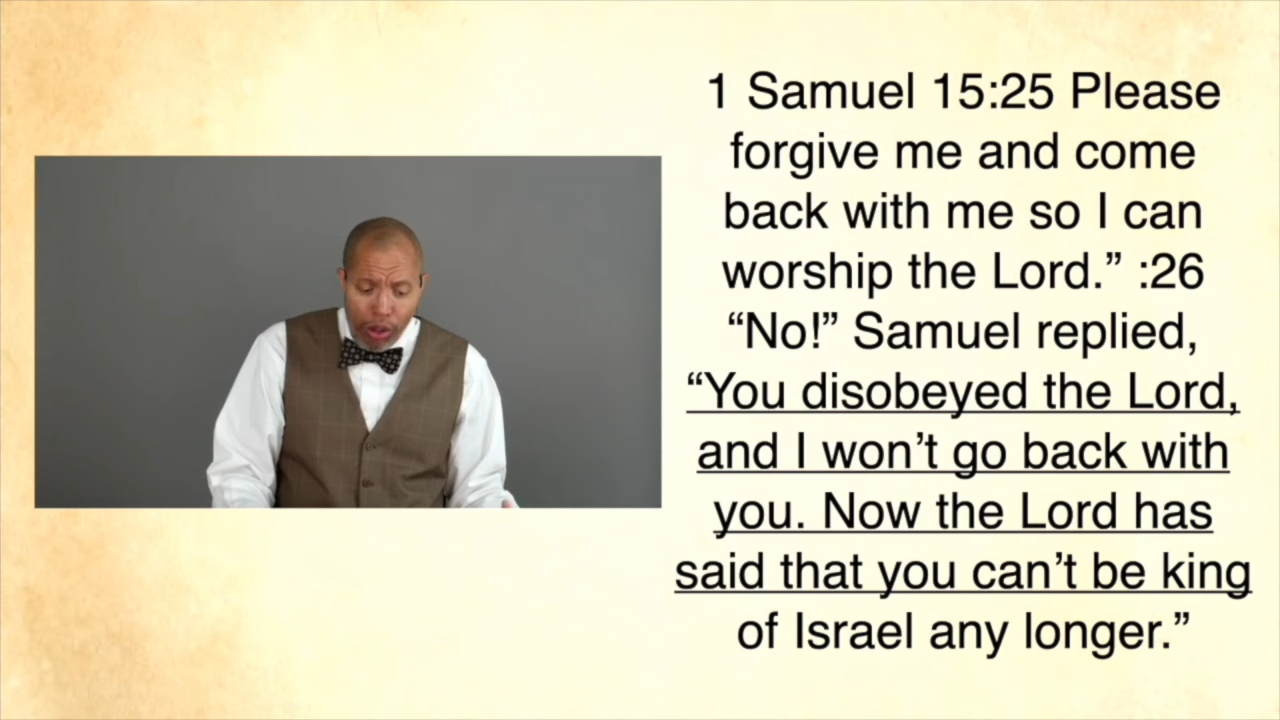 1 Samuel 15:25 Please
forgive me and come
back with me so I can
worship the Lord.” :26
“No!” Samuel replied,
“You disobeyed the Lord,
and I won’t go back with
you. Now the Lord has
said that you can’t be king
of Israel any longer.”